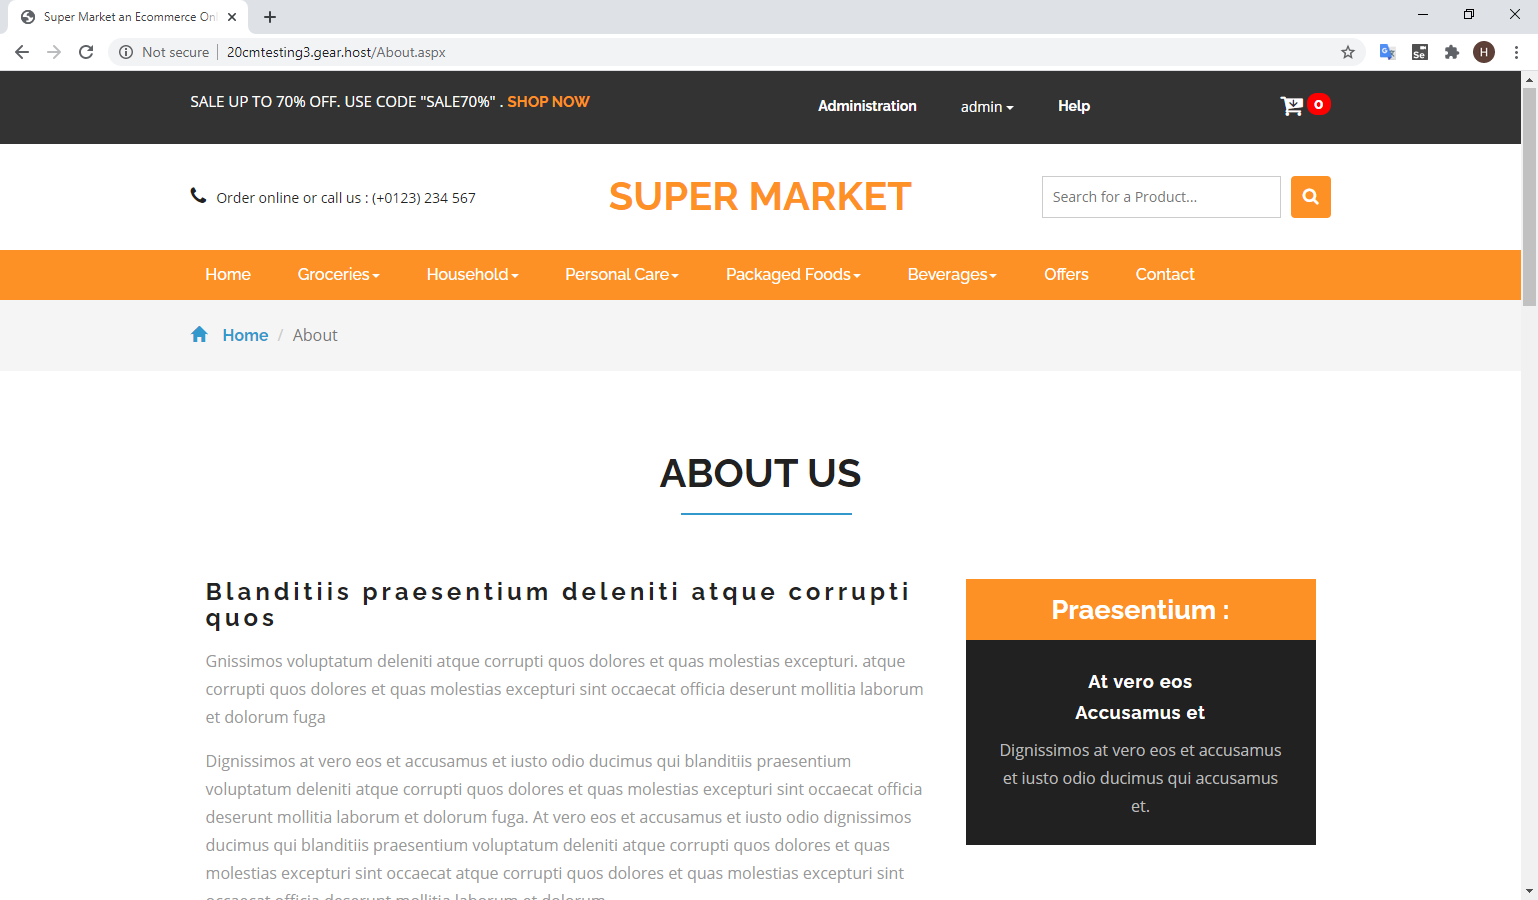 Super Market an Ecommerce Onl
Not secure
20cmtesting3.gear.host/About.aspx
Se
H
SALE UP TO 70% OFF. USE CODE "SALE70%" . SHOP NOW
Administration
admin
Help
0
Order online or call us : (+0123) 234 567
SUPER MARKET
Search for a Product...
Home
Groceries
Household
Personal Care
Packaged Foods
Beverages
Offers
Contact
Home / About
ABOUT US
Blanditiis praesentium deleniti atque corrupti
quos
Gnissimos voluptatum deleniti atque corrupti quos dolores et quas molestias excepturi. atque
corrupti quos dolores et quas molestias excepturi sint occaecat officia deserunt mollitia laborum
et dolorum fuga
Dignissimos at vero eos et accusamus et iusto odio ducimus qui blanditiis praesentium
voluptatum deleniti atque corrupti quos dolores et quas molestias excepturi sint occaecat officia
deserunt mollitia laborum et dolorum fuga. At vero eos et accusamus et iusto odio dignissimos
ducimus qui blanditiis praesentium voluptatum deleniti atque corrupti quos dolores et quas
molestias excepturi sint occaecat atque corrupti quos dolores et quas molestias excepturi sint
occaecat officia deserunt mollitia laborum et dolorum
Praesentium :
At vero eos
Accusamus et
Dignissimos at vero eos et accusamus
et iusto odio ducimus qui accusamus
et.